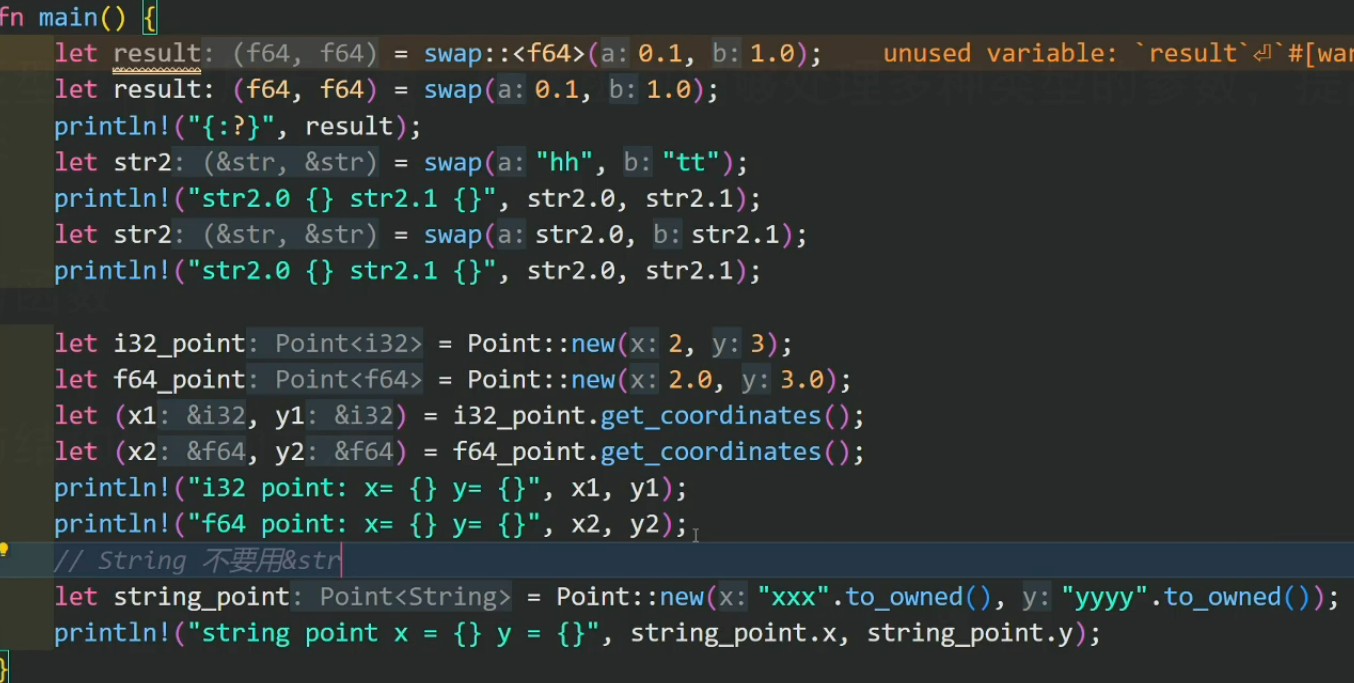 fn main() {
let result: (f64, f64) = swap::<f64>(a: 0.1, b: 1.0);     unused variable: `result`⏎`#[war
let result: (f64, f64) = swap(a: 0.1, b: 1.0);
println!("{:?}", result);
let str2: (&str, &str) = swap(a: "hh", b: "tt");
println!("str2.0 {} str2.1 {}", str2.0, str2.1);
let str2: (&str, &str) = swap(a: str2.0, b: str2.1);
println!("str2.0 {} str2.1 {}", str2.0, str2.1);
let i32_point: Point<i32> = Point::new(x: 2, y: 3);
let f64_point: Point<f64> = Point::new(x: 2.0, y: 3.0);
let (x1: &i32, y1: &i32) = i32_point.get_coordinates();
let (x2: &f64, y2: &f64) = f64_point.get_coordinates();
println!("i32 point: x= {} y= {}", x1, y1);
println!("f64 point: x= {} y= {}", x2, y2);
// String 不要用&str
let string_point: Point<String> = Point::new(x: "xxx".to_owned(), y: "yyyy".to_owned());
println!("string point x = {} y = {}", string_point.x, string_point.y);
}